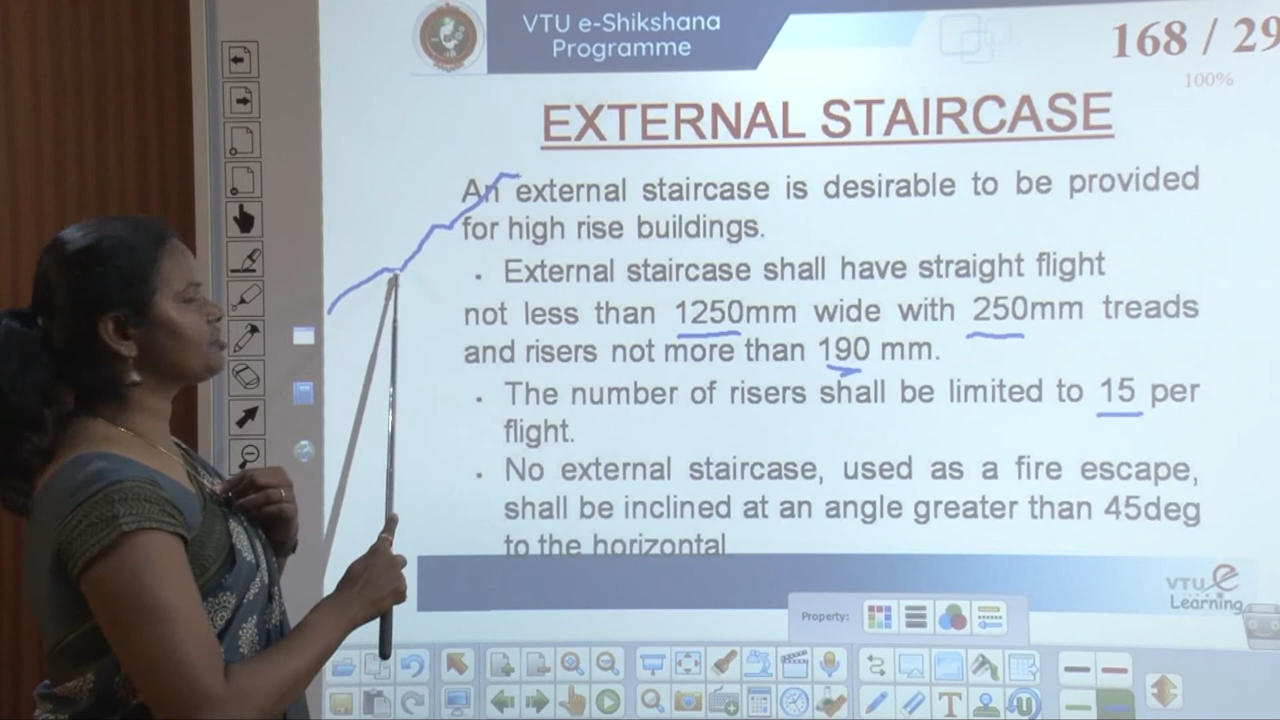 VTU e-Shikshana
Programme
168 / 29
100%
EXTERNAL STAIRCASE
An external staircase is desirable to be provided
for high rise buildings.
· External staircase shall have straight flight
not less than 1250mm wide with 250mm treads
and risers not more than 190 mm.
· The number of risers shall be limited to 15 per
flight.
· No external staircase, used as a fire escape,
shall be inclined at an angle greater than 45deg
to the horizontal
VTU e
Learning
Property: